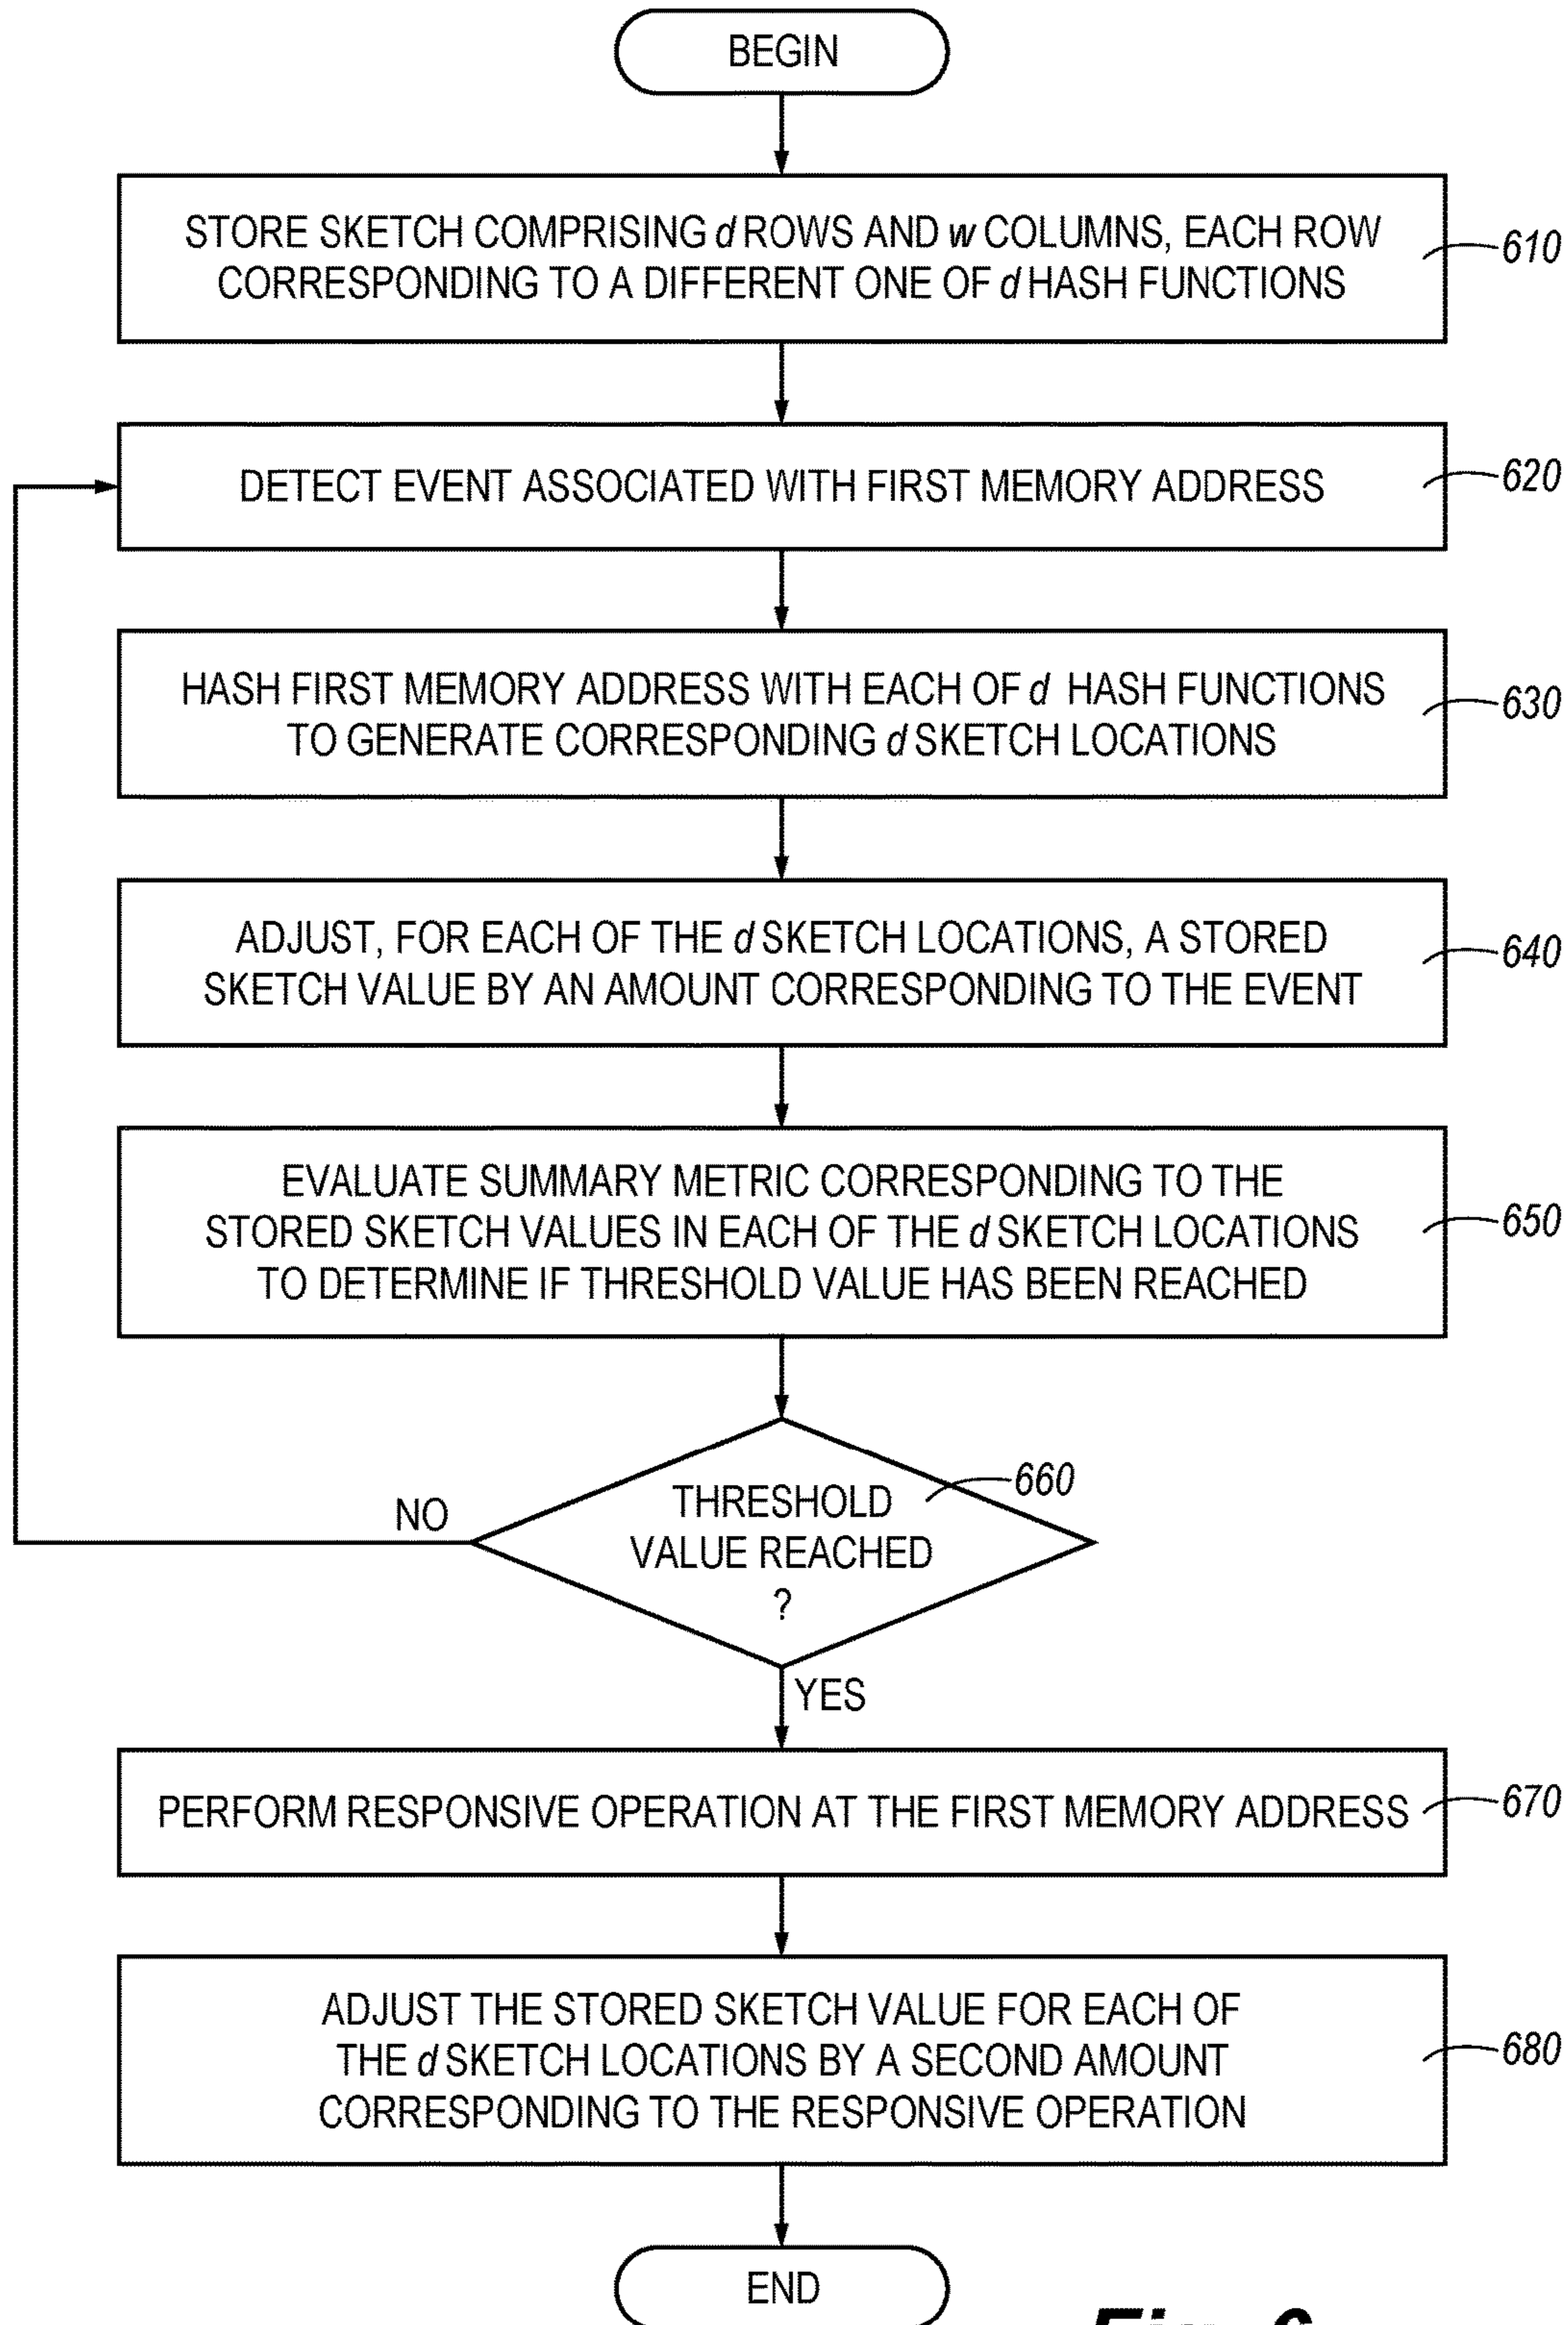 BEGIN
STORE SKETCH COMPRISING d ROWS AND w COLUMNS, EACH ROW
CORRESPONDING TO A DIFFERENT ONE OF d HASH FUNCTIONS
610
DETECT EVENT ASSOCIATED WITH FIRST MEMORY ADDRESS
620
HASH FIRST MEMORY ADDRESS WITH EACH OF d HASH FUNCTIONS
TO GENERATE CORRESPONDING d SKETCH LOCATIONS
630
ADJUST, FOR EACH OF THE d SKETCH LOCATIONS, A STORED
SKETCH VALUE BY AN AMOUNT CORRESPONDING TO THE EVENT
640
EVALUATE SUMMARY METRIC CORRESPONDING TO THE
STORED SKETCH VALUES IN EACH OF THE d SKETCH LOCATIONS
TO DETERMINE IF THRESHOLD VALUE HAS BEEN REACHED
650
THRESHOLD
VALUE REACHED
?
660
NO
YES
PERFORM RESPONSIVE OPERATION AT THE FIRST MEMORY ADDRESS
670
ADJUST THE STORED SKETCH VALUE FOR EACH OF
THE d SKETCH LOCATIONS BY A SECOND AMOUNT
CORRESPONDING TO THE RESPONSIVE OPERATION
680
END